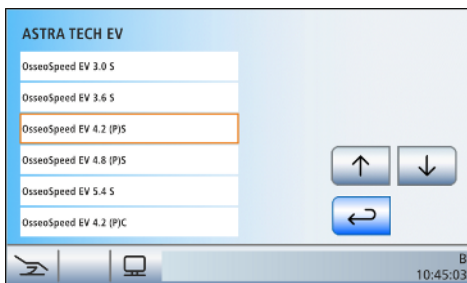 ASTRA TECH EV
OsseoSpeed EV 3.0 S
OsseoSpeed EV 3.6 S
OsseoSpeed EV 4.2 (P)S
OsseoSpeed EV 4.8 (P)S
OsseoSpeed EV 5.4 S
OsseoSpeed EV 4.2 (P)C
B
10:45:03